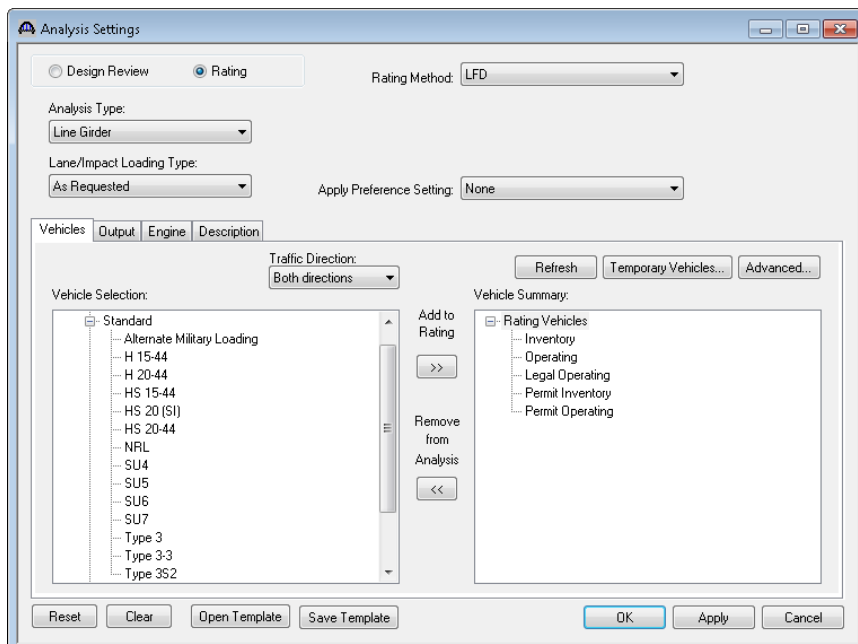 Analysis Settings
Design Review
Rating
Rating Method:
LFD
Analysis Type:
Line Girder
Lane/Impact Loading Type:
As Requested
Apply Preference Setting:
None
Vehicles
Output
Engine
Description
Traffic Direction:
Both directions
Refresh
Temporary Vehicles...
Advanced...
Vehicle Selection:
Standard
Alternate Military Loading
H 15-44
H 20-44
HS 15-44
HS 20 (SI)
HS 20-44
NRL
SU4
SU5
SU6
SU7
Type 3
Type 3-3
Type 3S2
Add to
Rating
>>
Remove
from
Analysis
<<
Vehicle Summary:
Rating Vehicles
Inventory
Operating
Legal Operating
Permit Inventory
Permit Operating
Reset
Clear
Open Template
Save Template
OK
Apply
Cancel